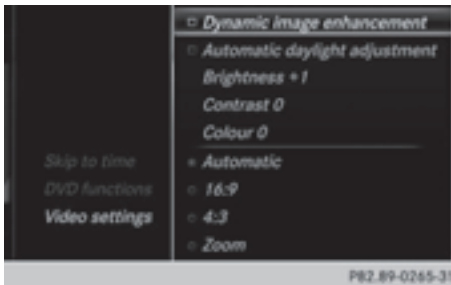 Dynamic image enhancement
Automatic daylight adjustment
Brightness +1
Contrast 0
Colour 0
Skip to time
Automatic
DVD functions
16:9
Video settings
4:3
Zoom
P82.89-0265-31